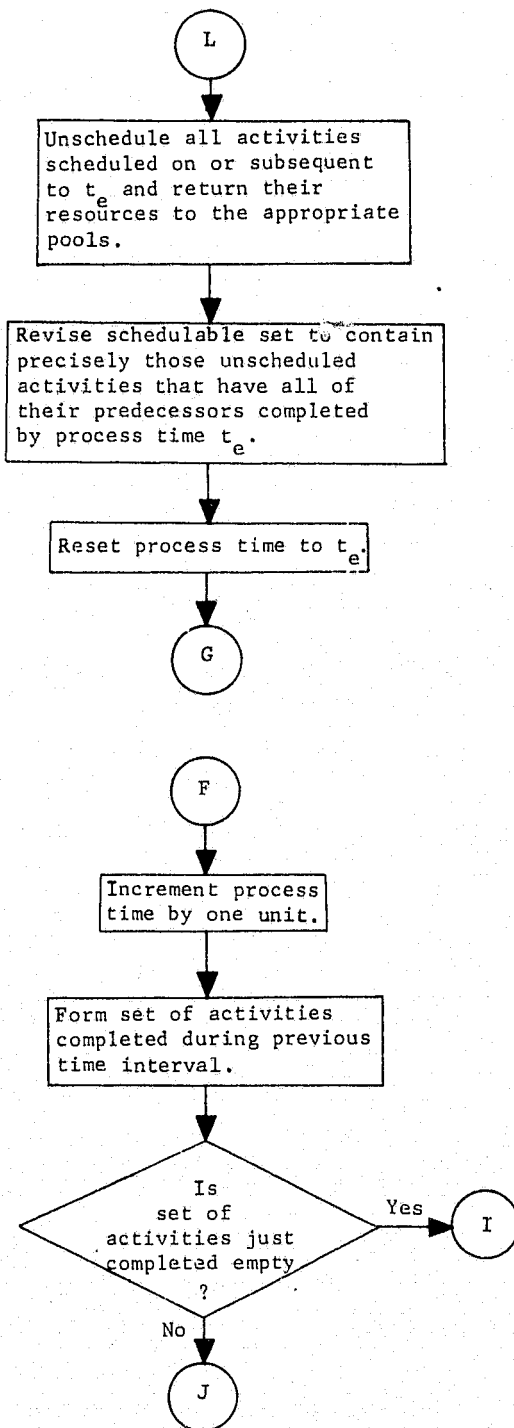 L
Unschedule all activities
scheduled on or subsequent
to t_e and return their
resources to the appropriate
pools.
Revise schedulable set to contain
precisely those unscheduled
activities that have all of
their predecessors completed
by process time t_e.
Reset process time to t_e.
G
F
Increment process
time by one unit.
Form set of activities
completed during previous
time interval.
Is
set of
activities just
completed empty
?
Yes
I
No
J